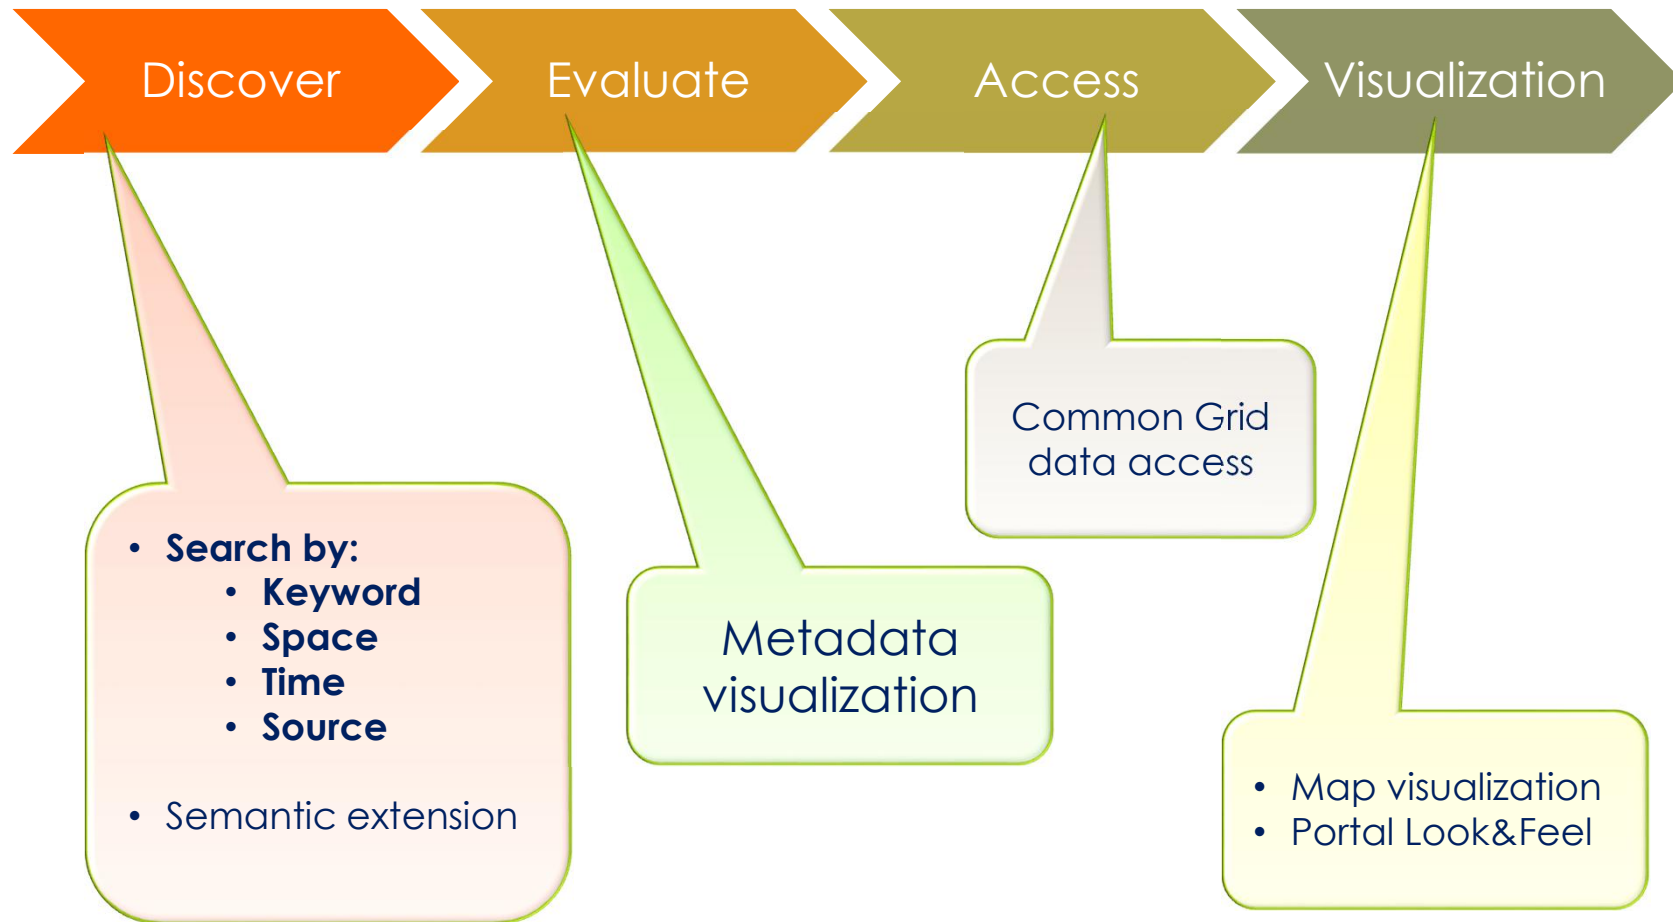 Discover
Evaluate
Access
Visualization
• Search by:
• Keyword
• Space
• Time
• Source
• Semantic extension
Metadata
visualization
Common Grid
data access
• Map visualization
• Portal Look&Feel